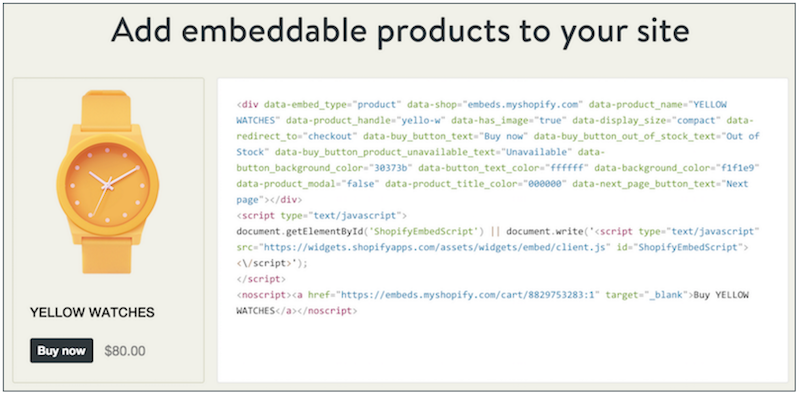 Add embeddable products to your site
YELLOW WATCHES
Buy now $80.00
<div data-embed_type="product" data-shop="embeds.myshopify.com" data-product_name="YELLOW
WATCHES" data-product_handle="yello-w" data-has_image="true" data-display_size="compact" data-
redirect_to="checkout" data-buy_button_text="Buy now" data-buy_button_out_of_stock_text="Out of
Stock" data-buy_button_product_unavailable_text="Unavailable" data-
button_background_color="30373b" data-button_text_color="ffffff" data-background_color="f1f1e9"
data-product_modal="false" data-product_title_color="000000" data-next_page_button_text="Next
page"></div>
<script type="text/javascript">
document.getElementById('ShopifyEmbedScript') || document.write('<script type="text/javascript"
src="https://widgets.shopifyapps.com/assets/widgets/embed/client.js" id="ShopifyEmbedScript">
<\/script>');
</script>
<noscript><a href="https://embeds.myshopify.com/cart/8829753283:1" target="_blank">Buy YELLOW
WATCHES</a></noscript>